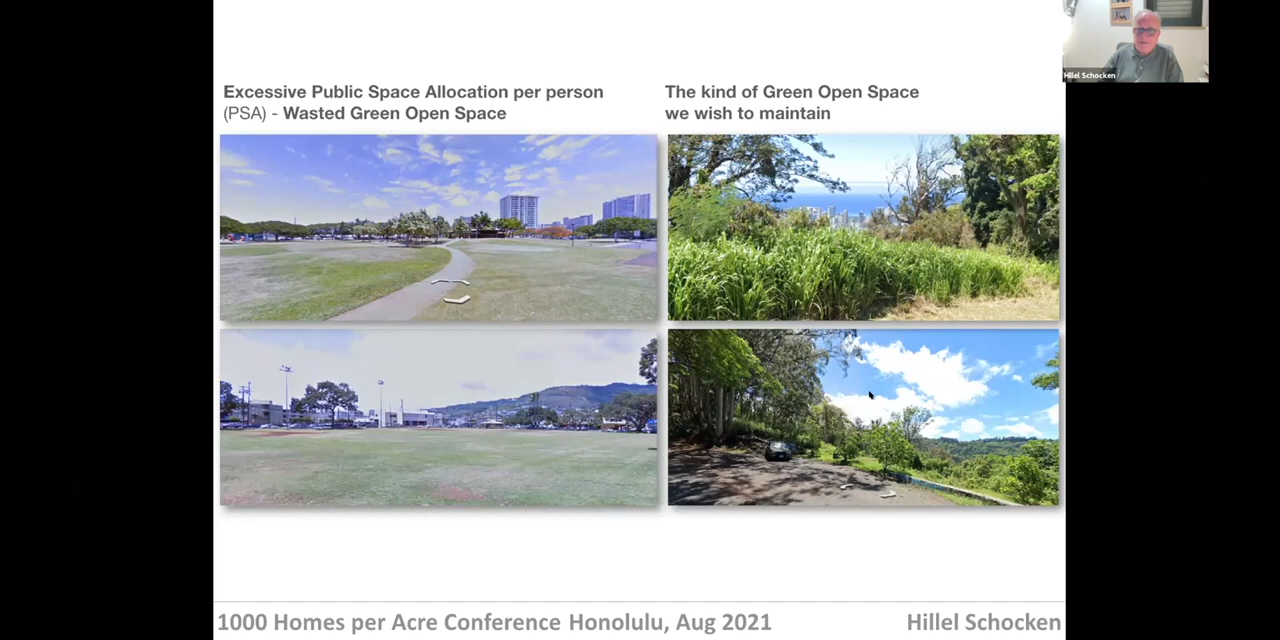 Excessive Public Space Allocation per person
(PSA) - Wasted Green Open Space
The kind of Green Open Space
we wish to maintain
Hillel Schocken
1000 Homes per Acre Conference Honolulu, Aug 2021
Hillel Schocken